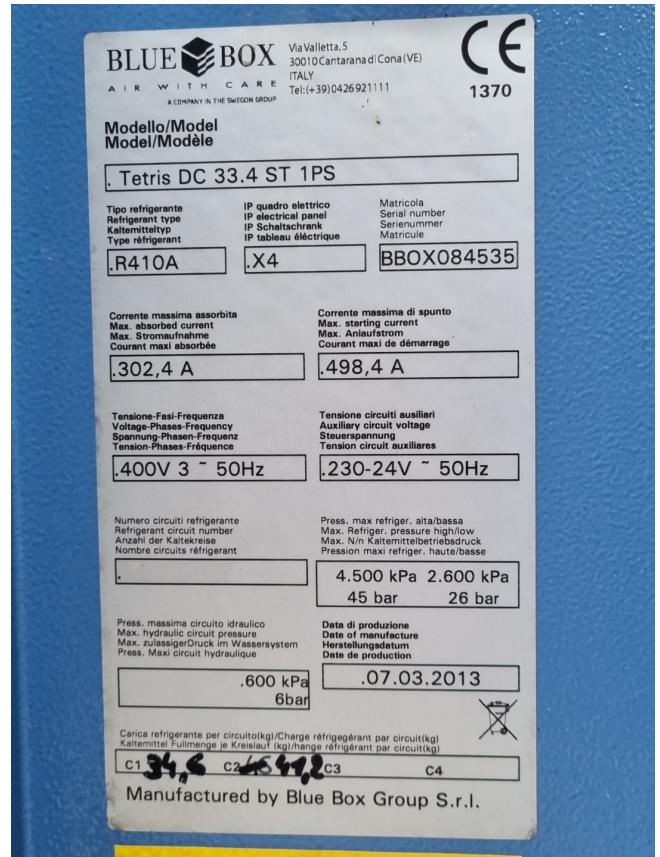 BLUE BOX
AIR WITH CARE
A COMPANY IN THE SWEGON GROUP
Via Valletta, 5
30010 Cantarana di Cona (VE)
ITALY
Tel:(+39) 0426921111
CE
1370
Modello/Model
Model/Modèle
. Tetris DC 33.4 ST 1PS
Tipo refrigerante
Refrigerant type
Kaltemitteltyp
Type rèfrigerant
.R410A
IP quadro elettrico
IP electrical panel
IP Schaltschrank
IP tableau éléctrique
.X4
Matricola
Serial number
Serienummer
Matricule
BBOX084535
Corrente massima assorbita
Max. absorbed current
Max. Stromaufnahme
Courant maxi absorbée
.302,4 A
Corrente massima di spunto
Max. starting current
Max. Anlaufstrom
Courant maxi de démarrage
.498,4 A
Tensione-Fasi-Frequenza
Voltage-Phases-Frequency
Spannung-Phasen-Frequenz
Tension-Phases-Fréquence
.400V 3 ~ 50Hz
Tensione circuiti ausiliari
Auxiliary circuit voltage
Steuerspannung
Tension circuit auxiliares
.230-24V ~ 50Hz
Numero circuiti refrigerante
Refrigerant circuit number
Anzahl der Kaltekreise
Nombre circuits réfrigerant
.
Press. max refriger. alta/bassa
Max. Refriger. pressure high/low
Max. N/n Kaltemittelbetriebsdruck
Pression maxi refriger. haute/basse
4.500 kPa 2.600 kPa
45 bar 26 bar
Press. massima circuito idraulico
Max. hydraulic circuit pressure
Max. zulassigerDruck im Wassersystem
Press. Maxi circuit hydraulique
.600 kPa
6bar
Data di produzione
Date of manufacture
Herstellungsdatum
Date de production
.07.03.2013
Carica refrigerante per circuito(kg)/Charge réfrigegérant par circuit(kg)
Kaltemittel Fullmenge je Kreislauf (kg)/hange réfrigérant par circuit(kg)
C1 34,6 C2 41,2 C3 C4
Manufactured by Blue Box Group S.r.l.